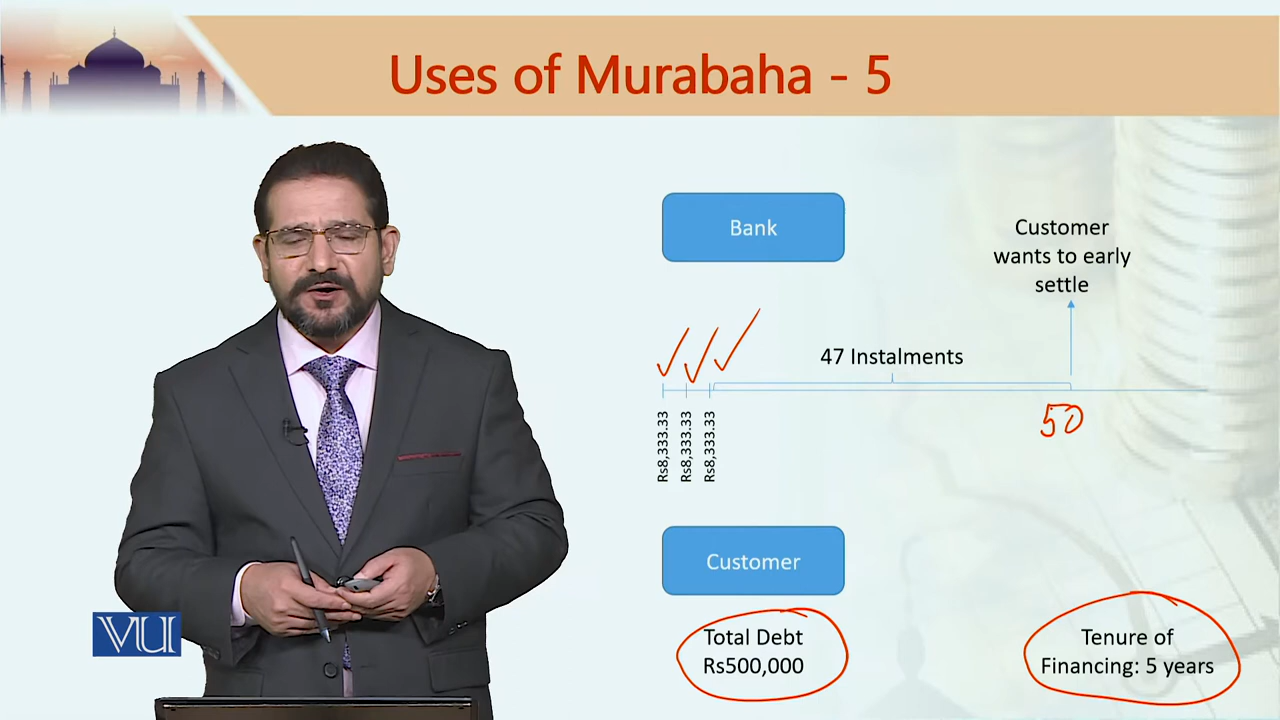 Uses of Murabaha - 5
Bank
Customer
wants to early
settle
47 Instalments
Rs8,333.33
Rs8,333.33
Rs8,333.33
50
Customer
Total Debt
Rs500,000
Tenure of
Financing: 5 years
VU